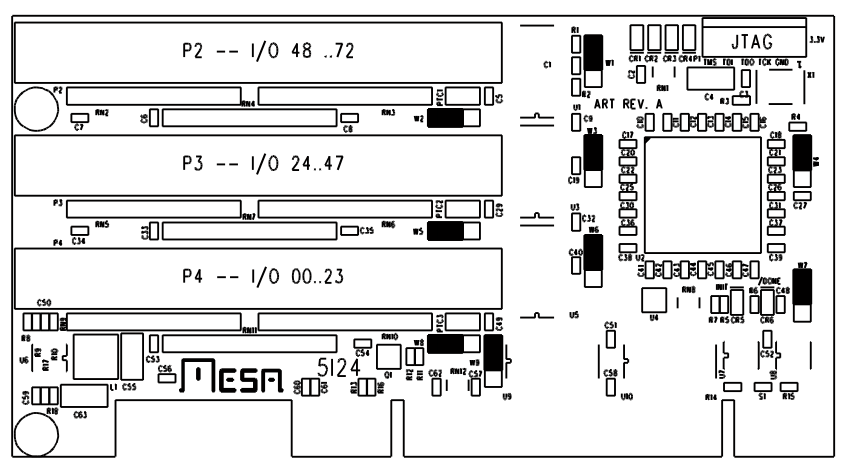 P2 -- I/O 48 ..72
R1
C1
W1
R2
CR1 CR2 CR3 CR4 P1
C2
RN1
JTAG
3.3V
TMS TDI TDO TCK GND
C4
C3
R3
X1
P2
RN2
RN4
RN3
PTC1
C5
C7
C6
C8
W2
U1
C9
ART REV. A
W3
C19
C10 C11 C12 C13 C14 C15 C16
R4
P3 -- I/O 24..47
C17
C20
C22
C25
C30
C36
C38
C18
C21
C23
C26
C31
C37
C39
W4
C27
P3
RN5
RN7
RN6
PTC2
C29
C34
C33
C35
W5
U3
C32
W6
C40
P4
U2
C41 C42 C43 C44 C45 C46 C47
P4 -- I/O 00..23
/DONE
INIT
W7
C50
RN8
R6
C48
U4
R7 R5 CR5
CR6
R8
RN9
RN11
RN10
PTC3
C49
U5
U6
R9
R17
R10
C53
C54
W8
W9
C51
C52
L1
C55
C56
MESA
5124
Q1
R12
R11
C62
RN12
C57
U9
C58
U10
U7
U8
C59
R18
C63
C60
C61
R13
R16
R14
S1
R15